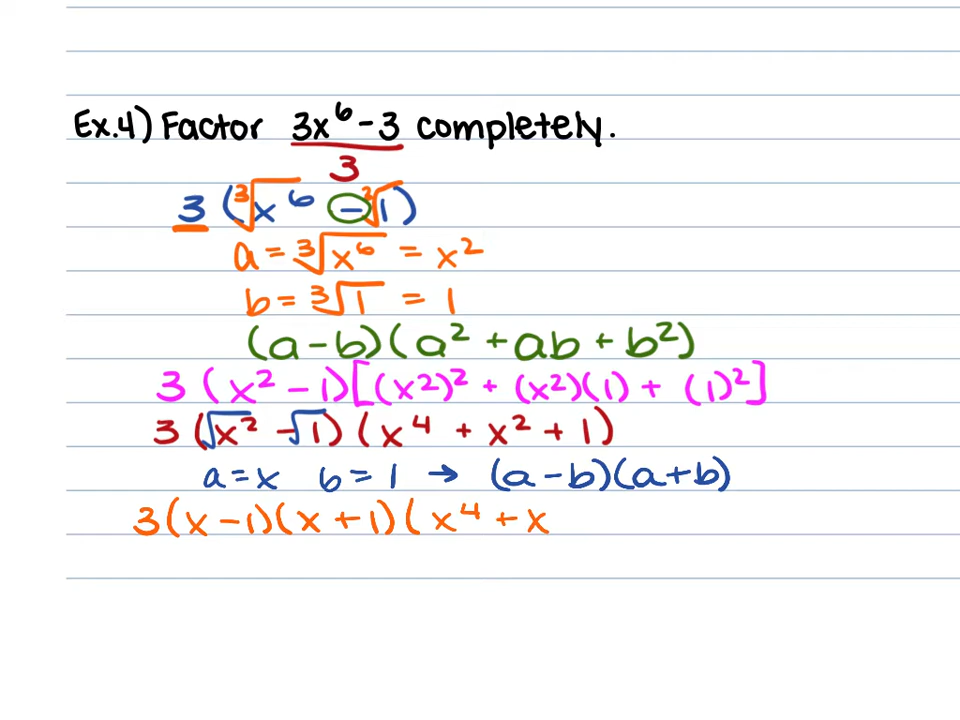 Ex.4) Factor 3x⁶ - 3 completely.
3
3 (∛x⁶ - ∛1)
a = ∛x⁶ = x²
b = ∛1 = 1
(a - b)(a² + ab + b²)
3 (x² - 1)[(x²)² + (x²)(1) + (1)²]
3 (√x² - √1)(x⁴ + x² + 1)
a = x b = 1 → (a - b)(a + b)
3(x - 1)(x + 1)(x⁴ + x